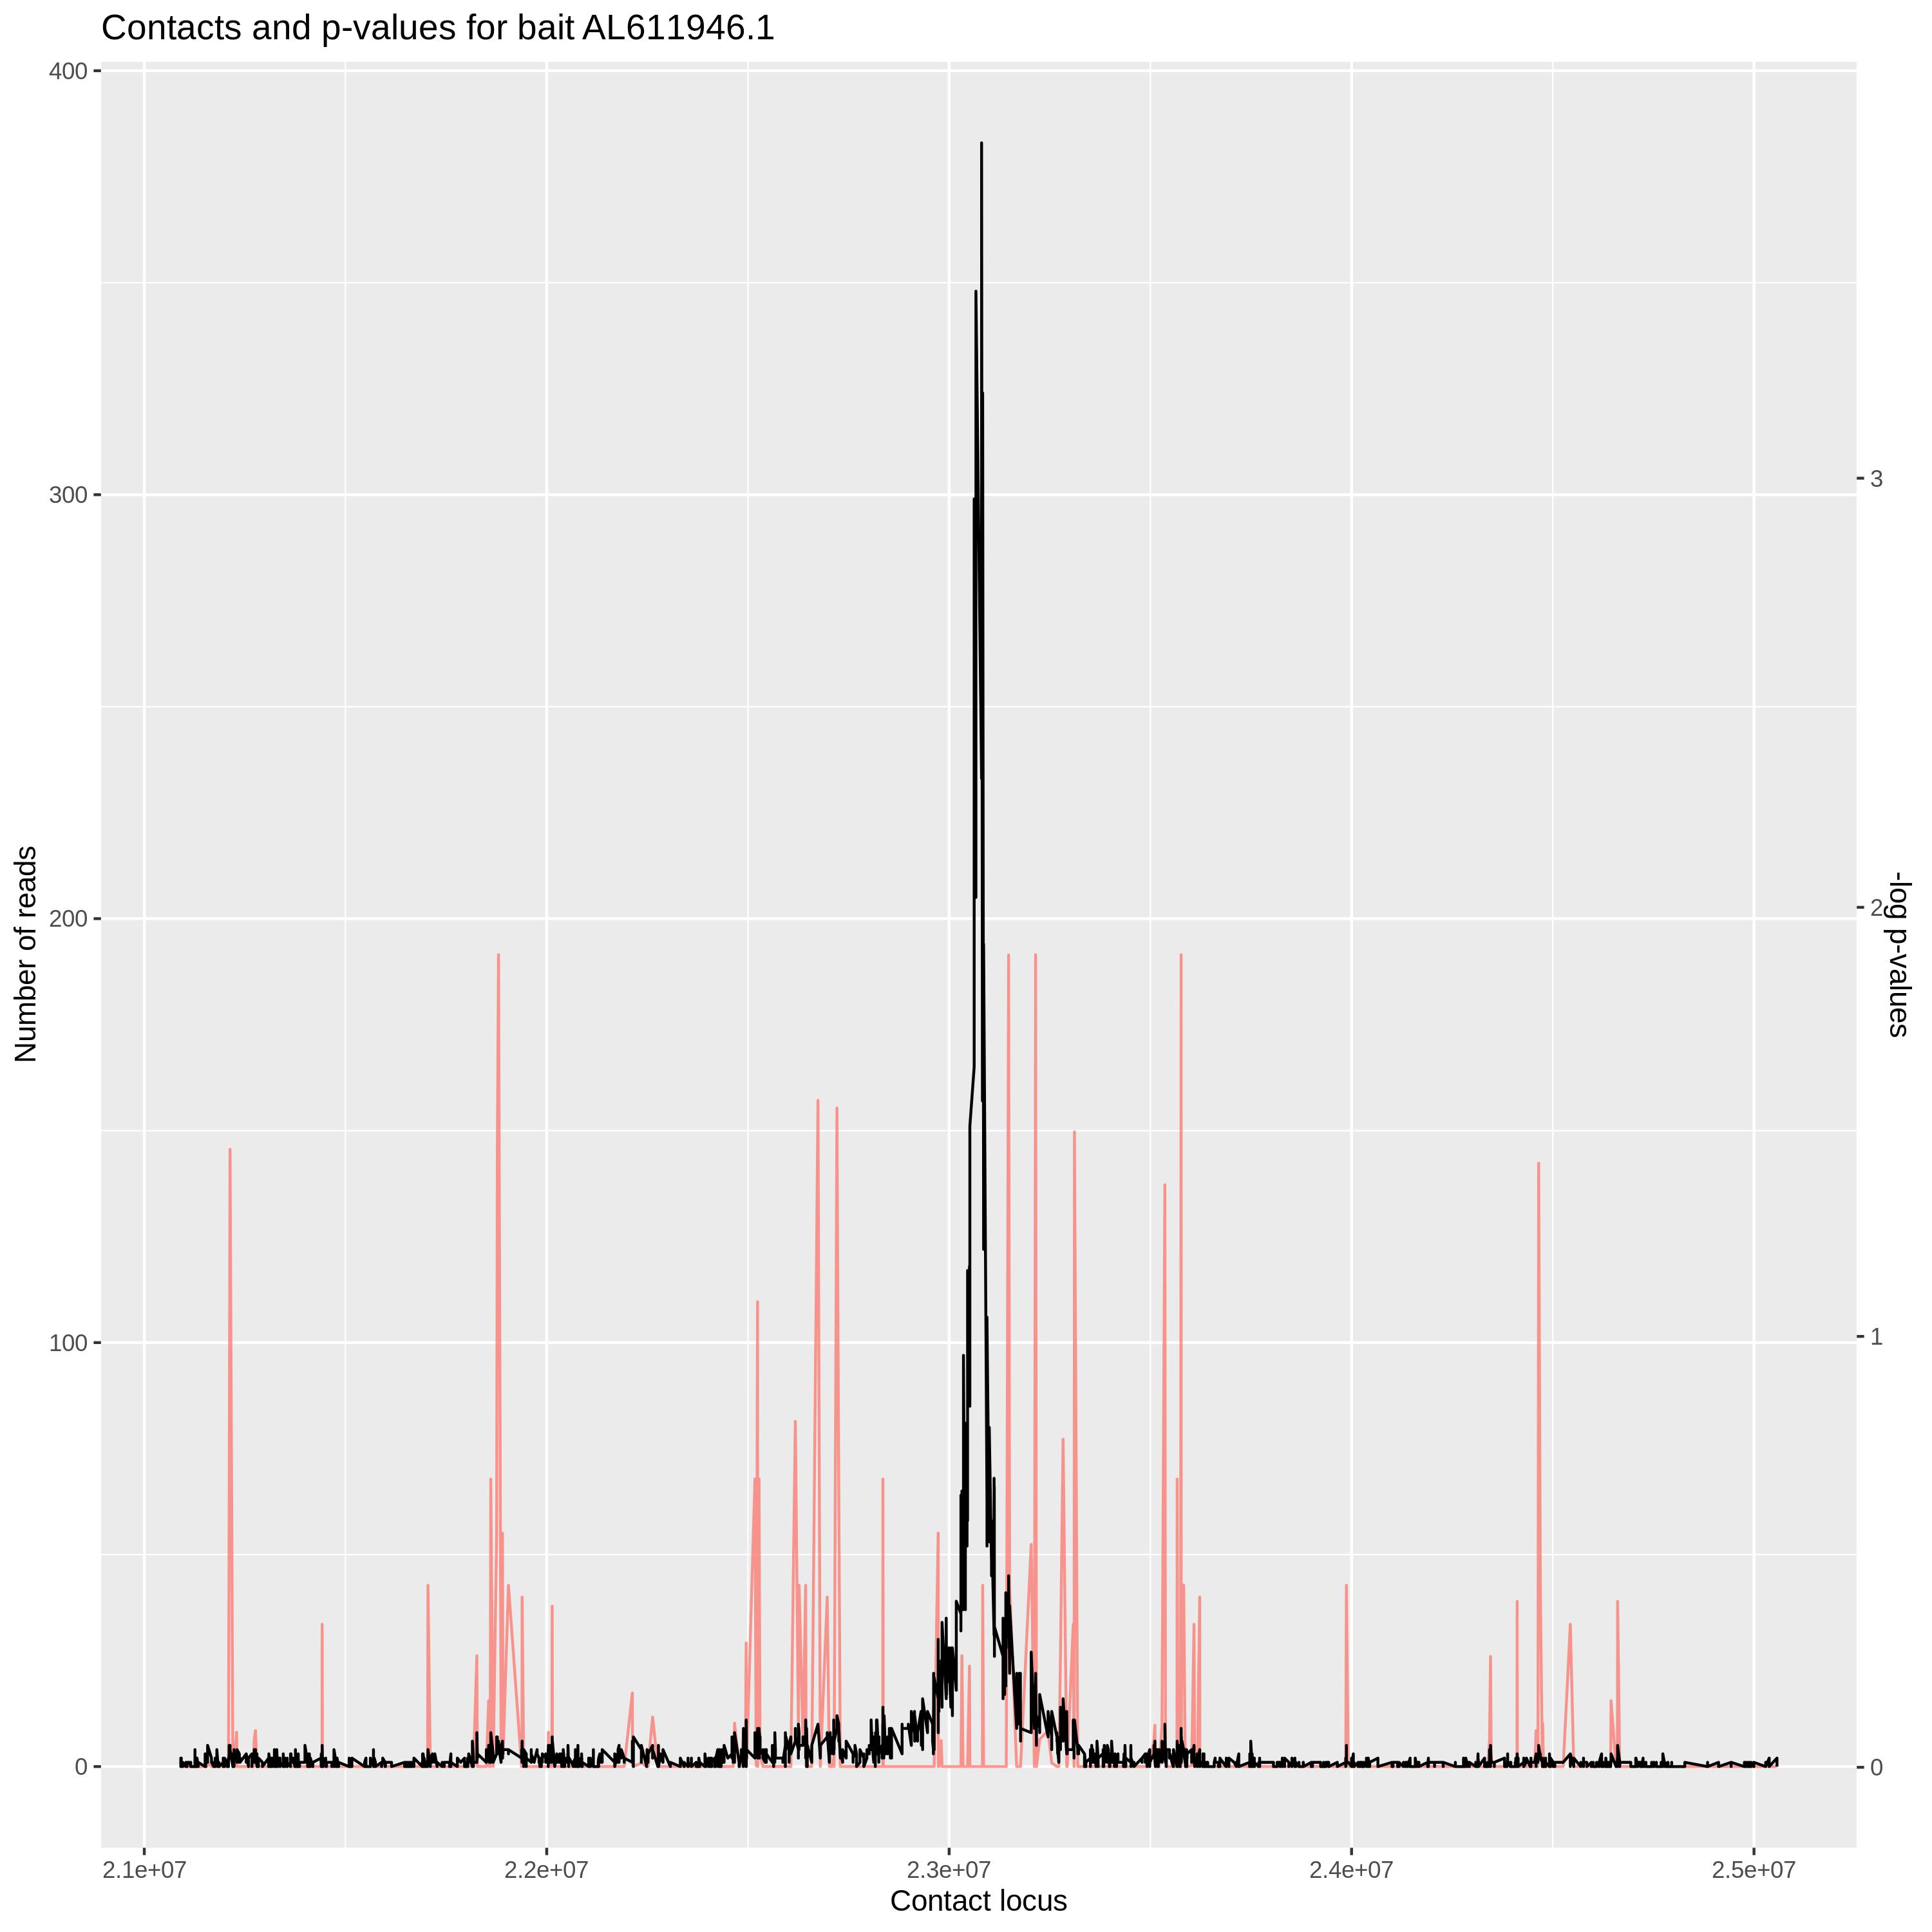 Contacts and p-values for bait AL611946.1
400
300
200
100
0
Number of reads
3
2
1
0
-log p-values
2.1e+07
2.2e+07
2.3e+07
2.4e+07
2.5e+07
Contact locus